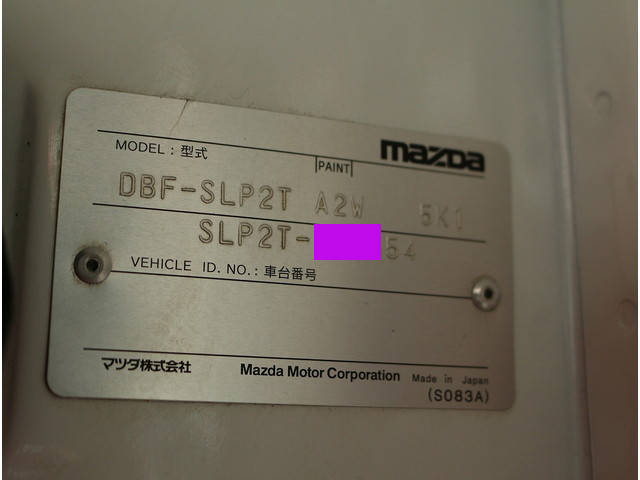 MODEL : 型式
PAINT
mazda
DBF-SLP2T A2W 5K1
SLP2T- 54
VEHICLE ID. NO. : 車台番号
マツダ株式会社 Mazda Motor Corporation Made in Japan
(S083A)